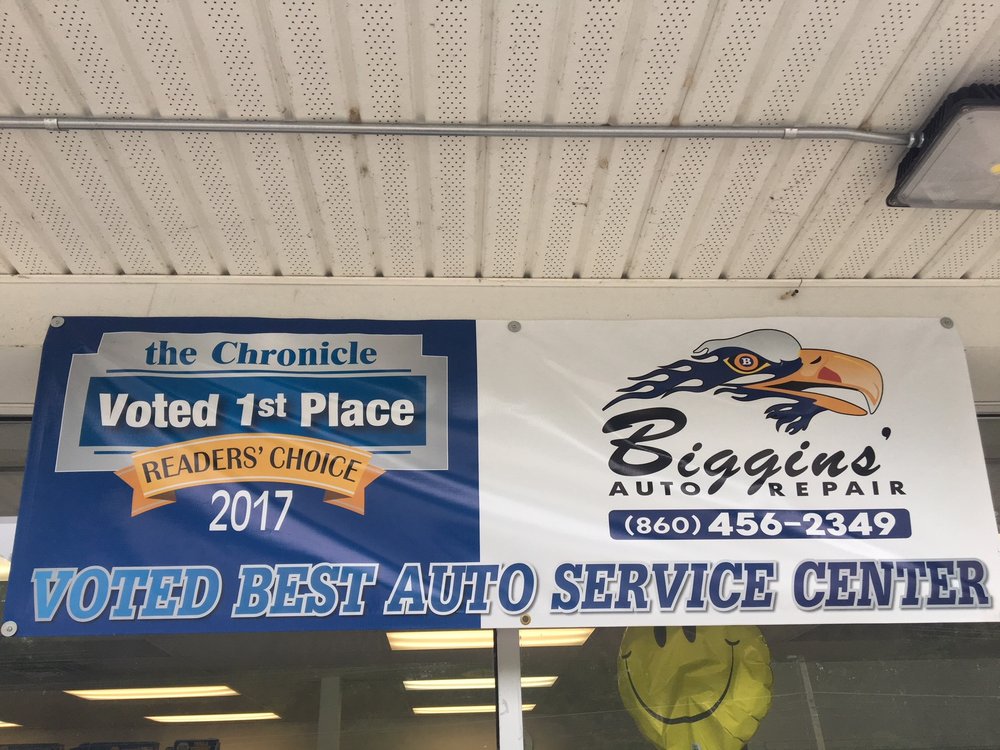 the Chronicle
Voted 1st Place
READERS' CHOICE
2017
B
Biggins'
AUTO REPAIR
(860) 456-2349
VOTED BEST AUTO SERVICE CENTER